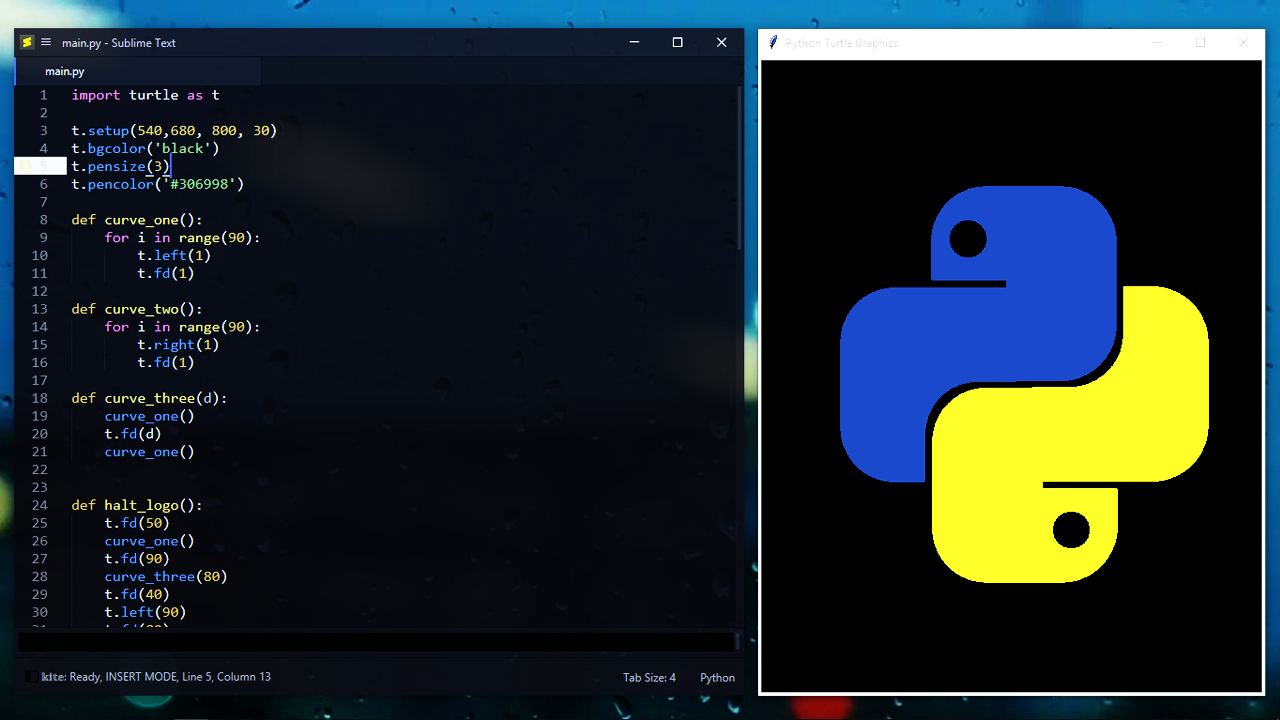 main.py - Sublime Text
main.py
1 import turtle as t
2
3 t.setup(540,680, 800, 30)
4 t.bgcolor('black')
5 t.pensize(3)
6 t.pencolor('#306998')
7
8 def curve_one():
9     for i in range(90):
10         t.left(1)
11         t.fd(1)
12
13 def curve_two():
14     for i in range(90):
15         t.right(1)
16         t.fd(1)
17
18 def curve_three(d):
19     curve_one()
20     t.fd(d)
21     curve_one()
22
23
24 def halt_logo():
25     t.fd(50)
26     curve_one()
27     t.fd(90)
28     curve_three(80)
29     t.fd(40)
30     t.left(90)
kite: Ready, INSERT MODE, Line 5, Column 13
Tab Size: 4
Python
Python Turtle Graphics